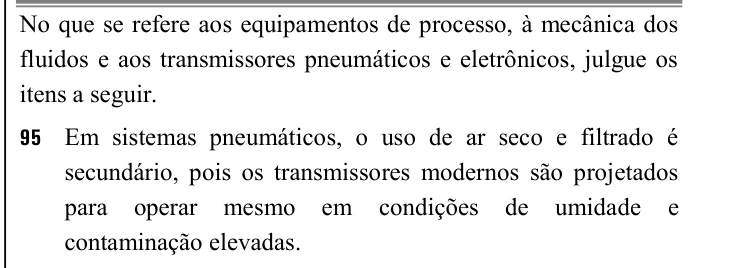 No que se refere aos equipamentos de processo, à mecânica dos
fluidos e aos transmissores pneumáticos e eletrônicos, julgue os
itens a seguir.
95 Em sistemas pneumáticos, o uso de ar seco e filtrado é
secundário, pois os transmissores modernos são projetados
para operar mesmo em condições de umidade e
contaminação elevadas.